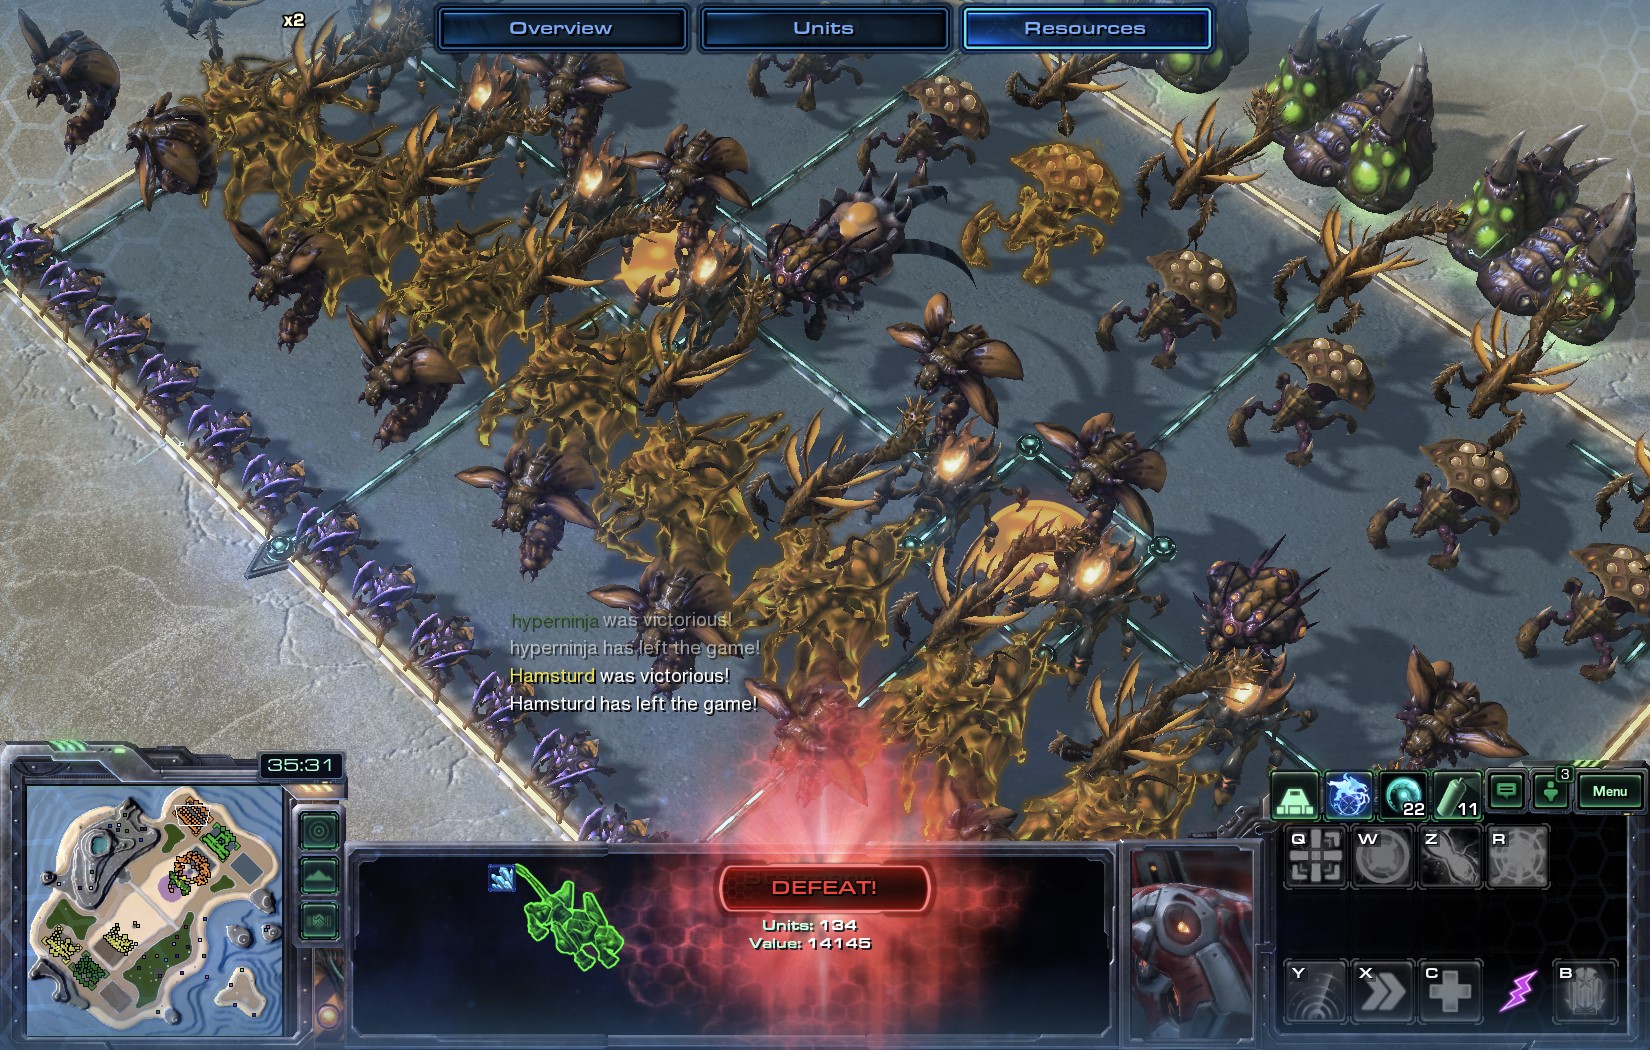 x2
Overview
Units
Resources
hyperninja was victorious!
hyperninja has left the game!
Hamsturd was victorious!
Hamsturd has left the game!
35:31
3
22
11
Menu
DEFEAT!
Units: 134
Value: 14145
Q
W
Z
R
Y
X
C
B